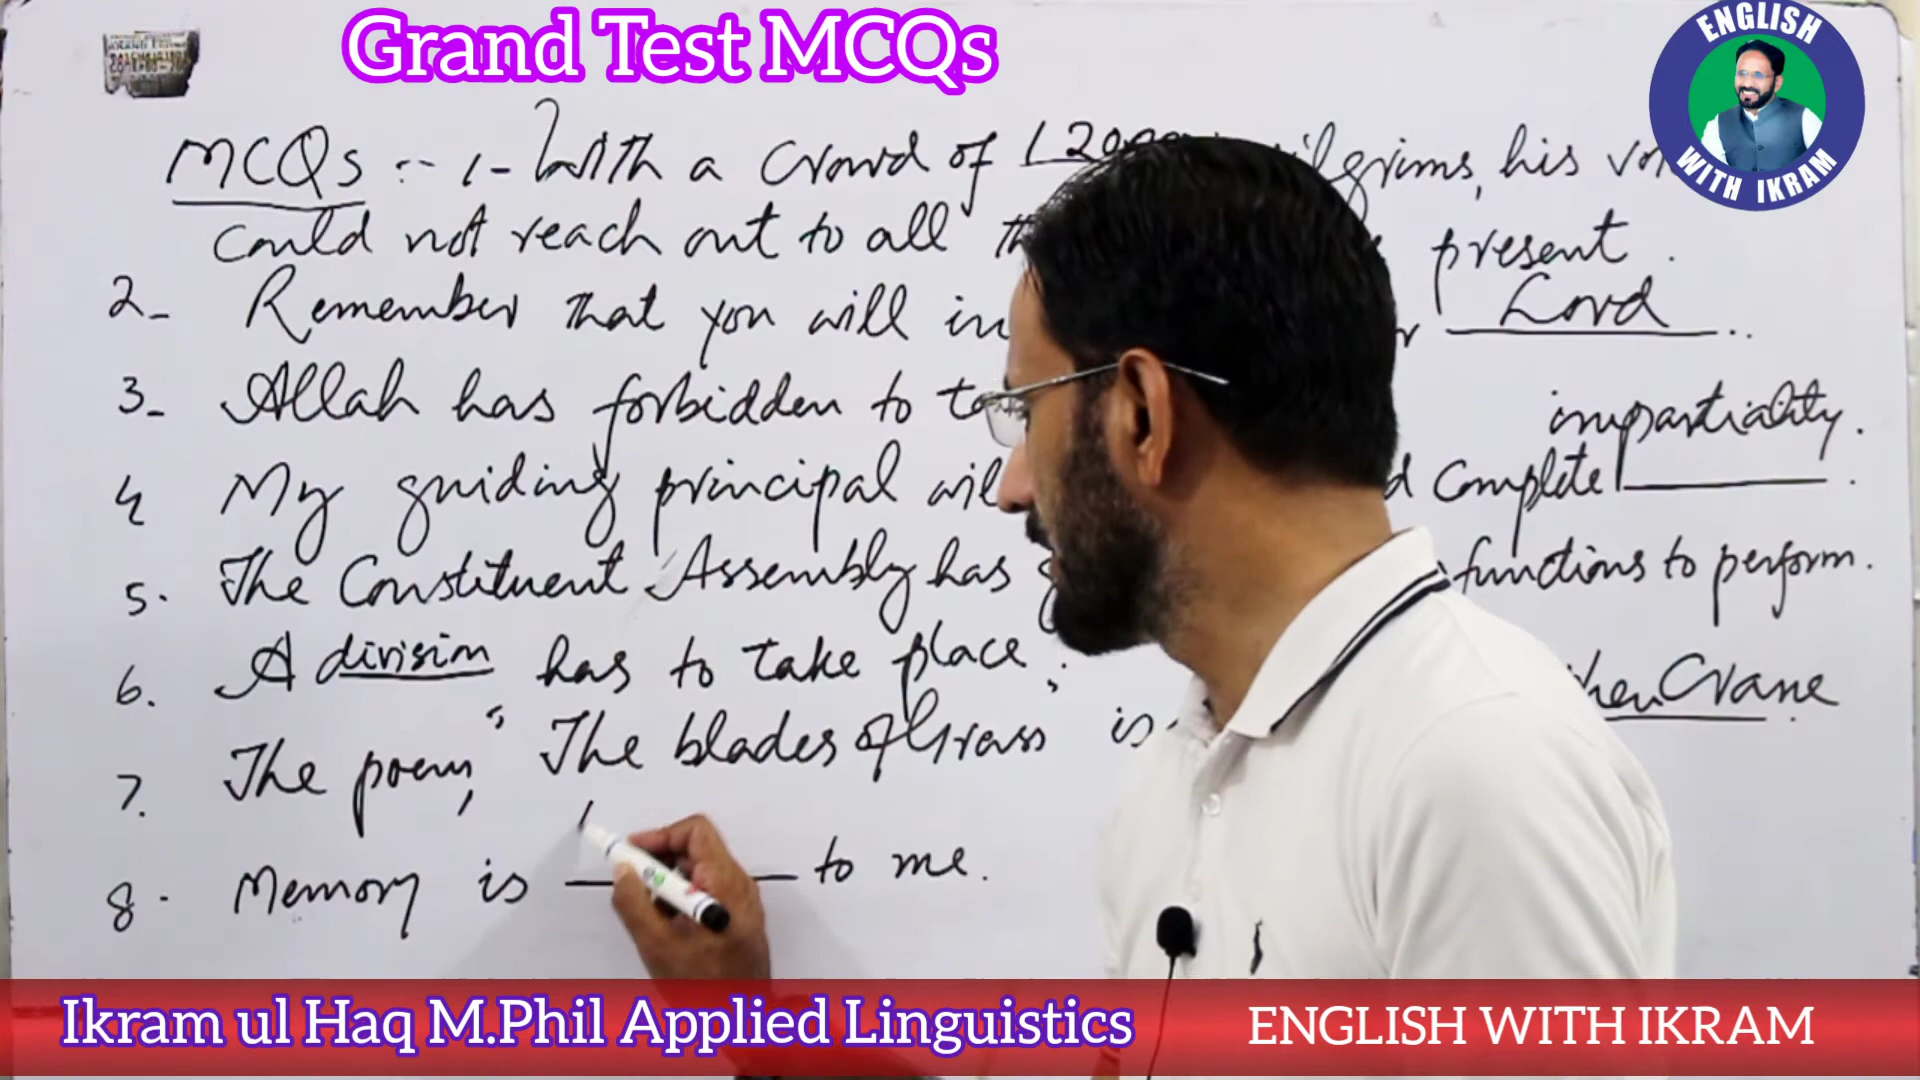 Grand Test MCQs
ENGLISH WITH IKRAM
MCQs :- 1- With a crowd of pilgrims, his
could not reach out to all present.
2- Remember that you will Lord.
3- Allah has forbidden to
impartiality.
4 My guiding principal complete.
5. The Constituent Assembly has functions to perform.
6. A division has to take place.
7. The poem, "The blades of Grass" is Crane.
8. Memory is to me.
Ikram ul Haq M.Phil Applied Linguistics
ENGLISH WITH IKRAM